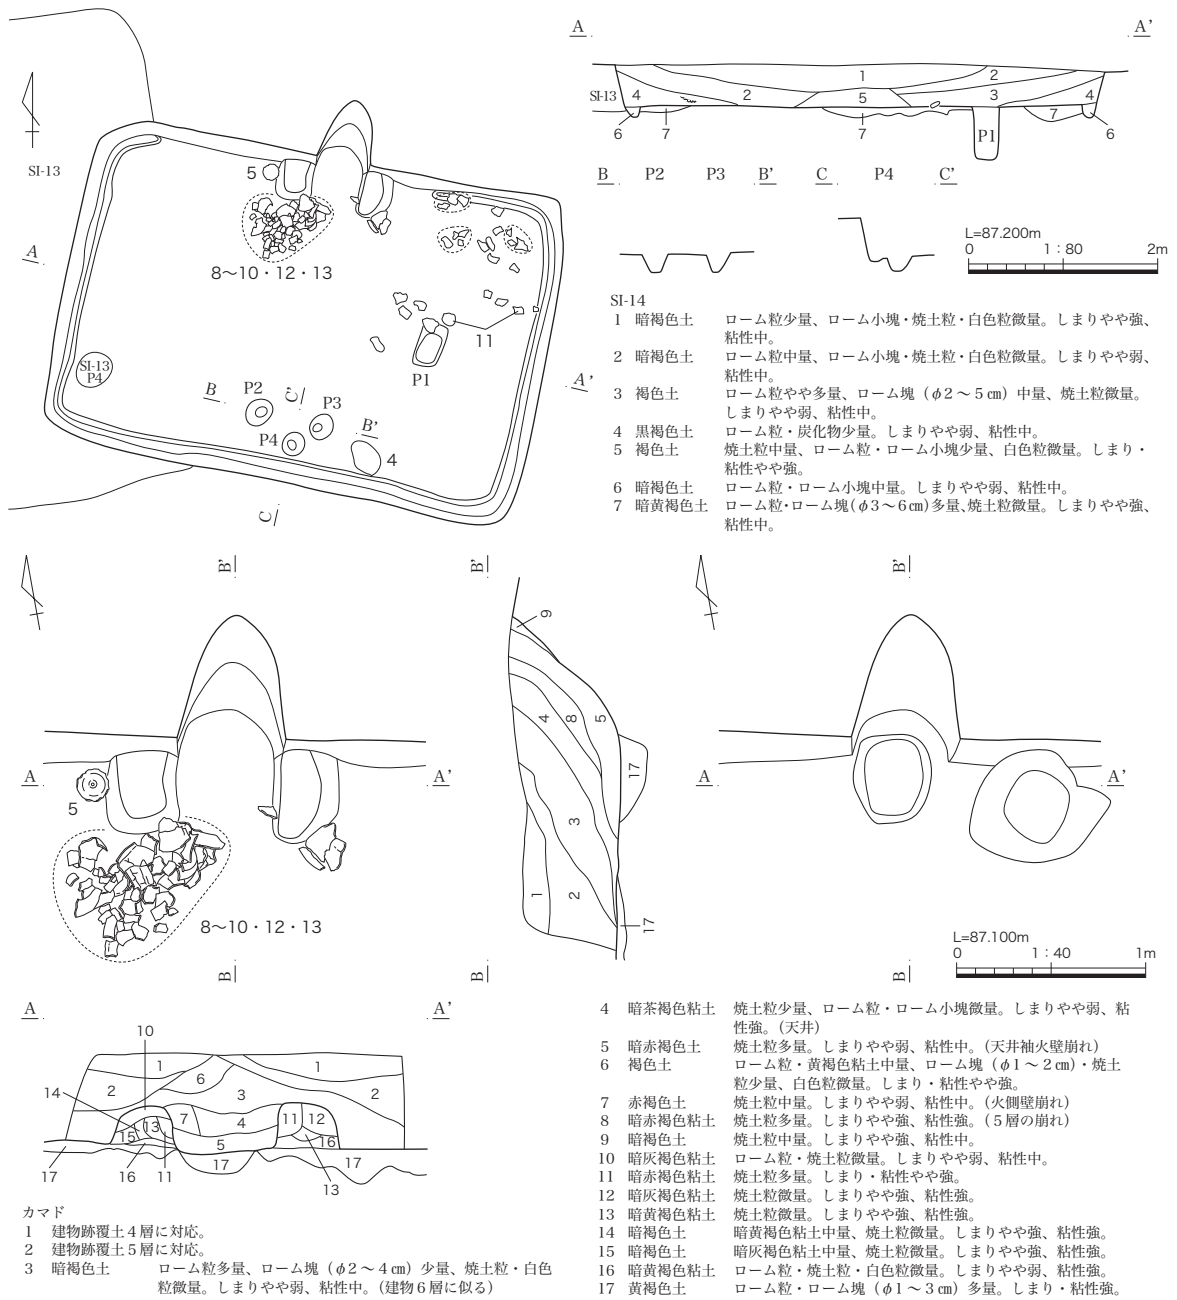 A
A’
SI-13
1
2
4
2
5
3
4
6
7
7
P1
7
6
B
P2
P3
B’
C
P4
C’
L=87.200m
0
1：80
2m
SI-13
5
8～10・12・13
A
11
P1
A’
SI-13
P4
B
P2
C’
P3
P4
B’
4
C
SI-14
1 暗褐色土 ローム粒少量、ローム小塊・焼土粒・白色粒微量。しまりやや強、
粘性中。
2 暗褐色土 ローム粒中量、ローム小塊・焼土粒・白色粒微量。しまりやや弱、
粘性中。
3 褐色土 ローム粒やや多量、ローム塊（φ2～5㎝）中量、焼土粒微量。
しまりやや弱、粘性中。
4 黒褐色土 ローム粒・炭化物少量。しまりやや弱、粘性中。
5 褐色土 焼土粒中量、ローム粒・ローム小塊少量、白色粒微量。しまり・
粘性やや強。
6 暗褐色土 ローム粒・ローム小塊中量。しまりやや弱、粘性中。
7 暗黄褐色土 ローム粒・ローム塊（φ3～6㎝）多量、焼土粒微量。しまりやや強、
粘性中。
B’
A
A’
5
8～10・12・13
B
B’
9
4
8
5
17
3
1
2
17
B
B’
A
A’
B
L=87.100m
0
1：40
1m
A
A’
10
1
1
6
2
3
2
14
7
4
11
12
13
15
5
16
17
16
11
17
13
17
カマド
1 建物跡覆土４層に対応。
2 建物跡覆土５層に対応。
3 暗褐色土 ローム粒多量、ローム塊（φ2～4㎝）少量、焼土粒・白色
粒微量。しまりやや弱、粘性中。（建物６層に似る）
4 暗茶褐色粘土 焼土粒少量、ローム粒・ローム小塊微量。しまりやや弱、粘
性強。（天井）
5 暗赤褐色土 焼土粒多量。しまりやや弱、粘性中。（天井袖火壁崩れ）
6 褐色土 ローム粒・黄褐色粘土中量、ローム塊（φ1～2㎝）・焼土
粒少量、白色粒微量。しまり・粘性やや強。
7 赤褐色土 焼土粒中量。しまりやや弱、粘性中。（火側壁崩れ）
8 暗赤褐色粘土 焼土粒多量。しまりやや強、粘性強。（５層の崩れ）
9 暗褐色土 焼土粒中量。しまりやや強、粘性中。
10 暗灰褐色粘土 ローム粒・焼土粒微量。しまりやや弱、粘性中。
11 暗赤褐色粘土 焼土粒多量。しまり・粘性やや強。
12 暗灰褐色粘土 焼土粒微量。しまりやや強、粘性強。
13 暗黄褐色粘土 焼土粒微量。しまりやや強、粘性強。
14 暗褐色土 暗黄褐色粘土中量、焼土粒微量。しまりやや強、粘性強。
15 暗褐色土 暗灰褐色粘土中量、焼土粒微量。しまりやや強、粘性強。
16 暗黄褐色粘土 ローム粒・焼土粒・白色粒微量。しまりやや弱、粘性強。
17 黄褐色土 ローム粒・ローム塊（φ1～3㎝）多量。しまり・粘性強。